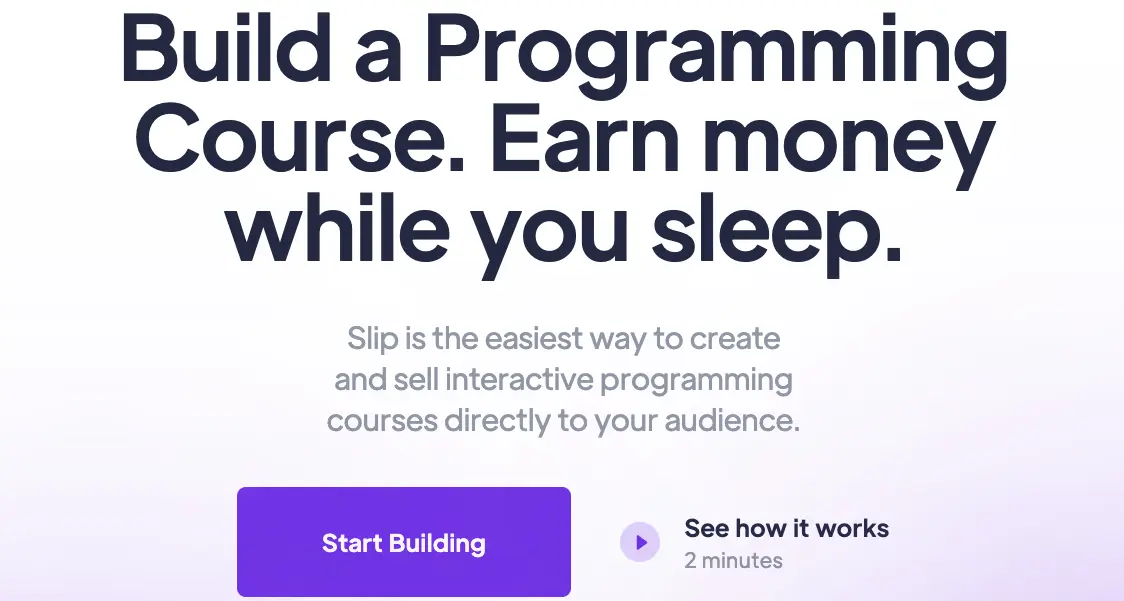 Build a Programming
Course. Earn money
while you sleep.
Slip is the easiest way to create
and sell interactive programming
courses directly to your audience.
Start Building
See how it works
2 minutes